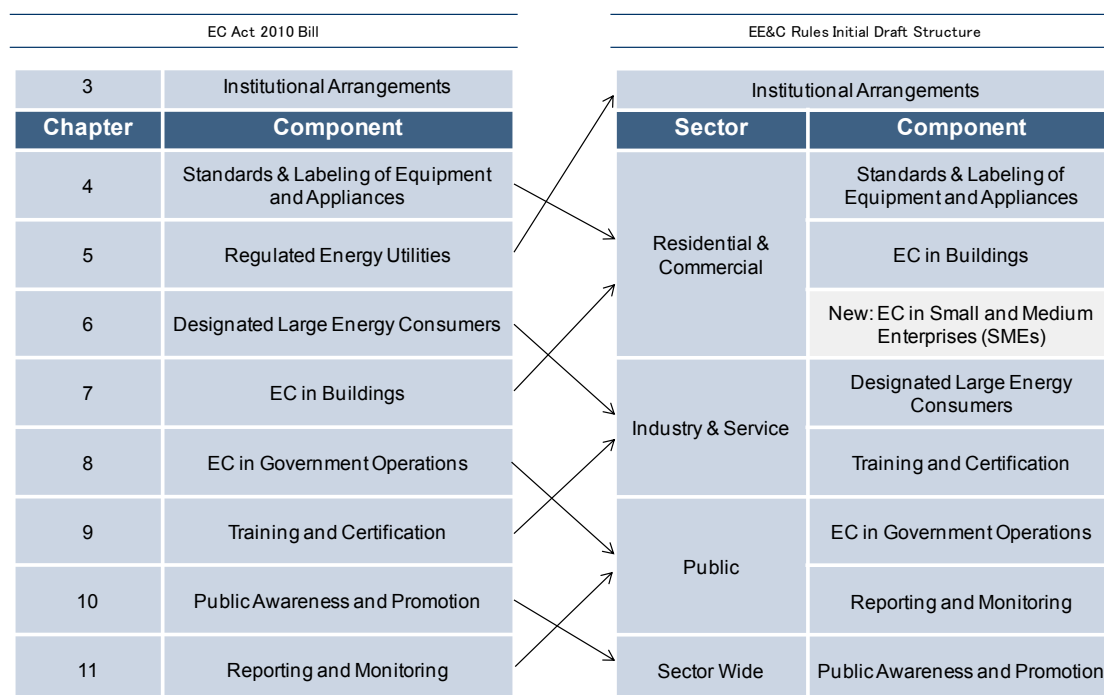 EC Act 2010 Bill
3 Institutional Arrangements
Chapter Component
4 Standards & Labeling of Equipment
and Appliances
5 Regulated Energy Utilities
6 Designated Large Energy Consumers
7 EC in Buildings
8 EC in Government Operations
9 Training and Certification
10 Public Awareness and Promotion
11 Reporting and Monitoring
EE&C Rules Initial Draft Structure
Institutional Arrangements
Sector Component
Residential &
Commercial
Standards & Labeling of
Equipment and Appliances
EC in Buildings
New: EC in Small and Medium
Enterprises (SMEs)
Industry & Service
Designated Large Energy
Consumers
Training and Certification
Public
EC in Government Operations
Reporting and Monitoring
Sector Wide
Public Awareness and Promotion